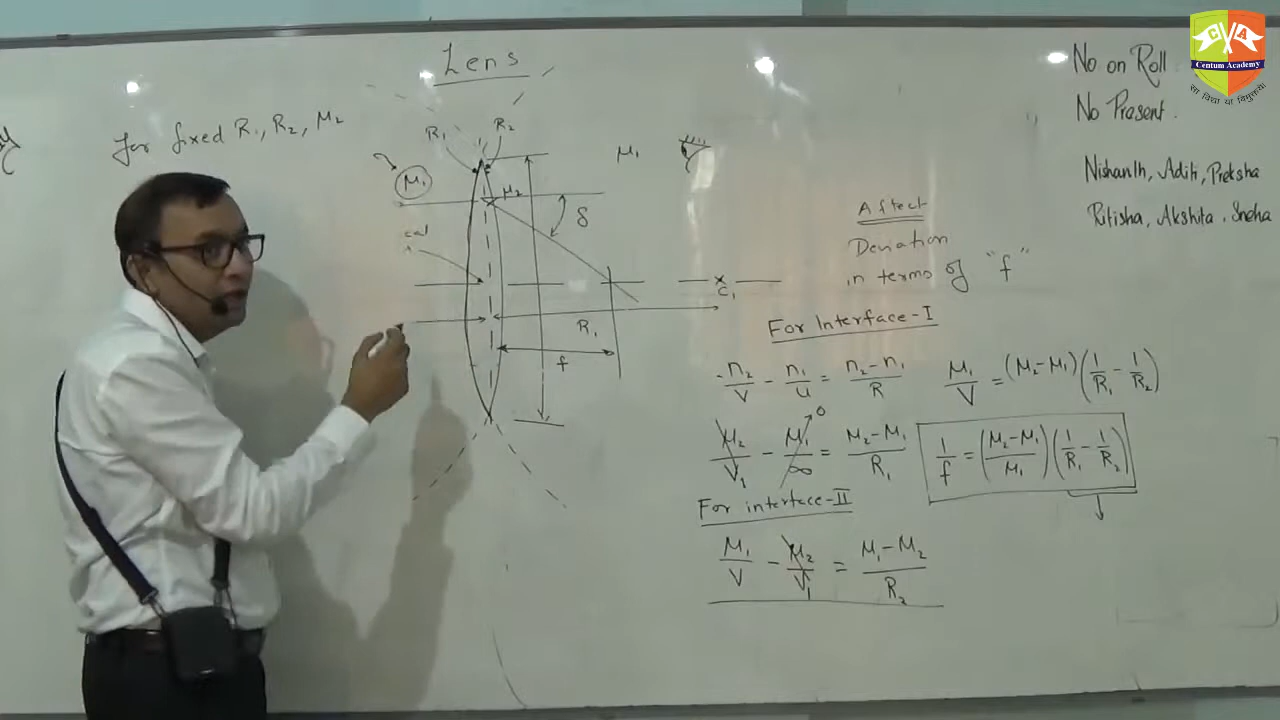 Lens
For fixed R₁, R₂, μ₂
R₁
R₂
μ₁
μ₂
μ₁
δ
C₁
R₁
f
Aspect
Deviation
in terms of "f"
For Interface-I
n₂/V - n₁/u = (n₂-n₁)/R
μ₂/V₁ - μ₁/∞ = (μ₂-μ₁)/R₁
0
For interface-II
μ₁/V - μ₂/V₁ = (μ₁-μ₂)/R₂
μ₁/V = (μ₂-μ₁)(1/R₁ - 1/R₂)
1/f = ((μ₂-μ₁)/μ₁)(1/R₁ - 1/R₂)
No on Roll
No Present.
Nishanth, Aditi, Preksha
Ritisha, Akshita, Sneha
CA
Centum Academy